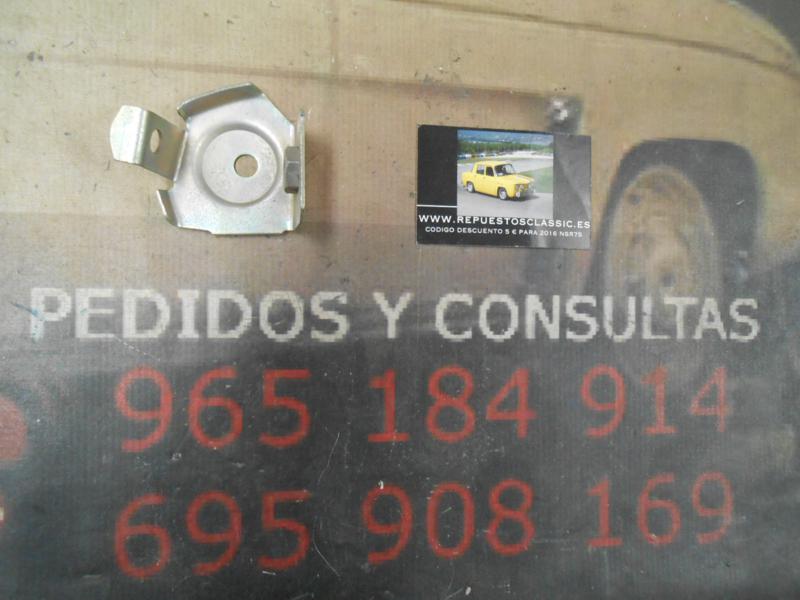 WWW.REPUESTOSCLASSIC.ES
CODIGO DESCUENTO 5 € PARA 2016 NSR75
PEDIDOS Y CONSULTAS
965 184 914
695 908 169